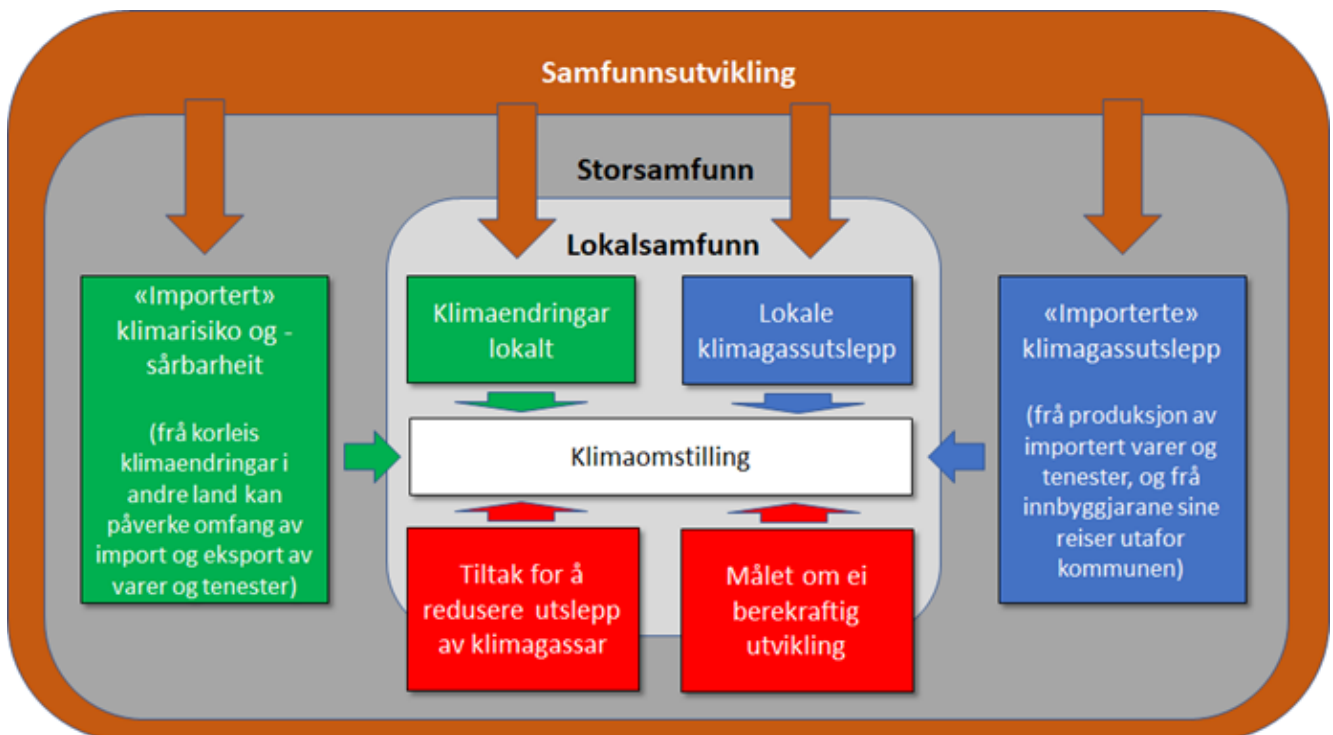 Samfunnsutvikling
Storsamfunn
Lokalsamfunn
«Importert»
klimarisiko og -
sårbarheit
(frå korleis
klimaendringar i
andre land kan
påverke omfang av
import og eksport av
varer og tenester)
Klimaendringar
lokalt
Lokale
klimagassutslepp
«Importerte»
klimagassutslepp
(frå produksjon av
importert varer og
tenester, og frå
innbyggjarane sine
reiser utafor
kommunen)
Klimaomstilling
Tiltak for å
redusere utslepp
av klimagassar
Målet om ei
berekraftig
utvikling